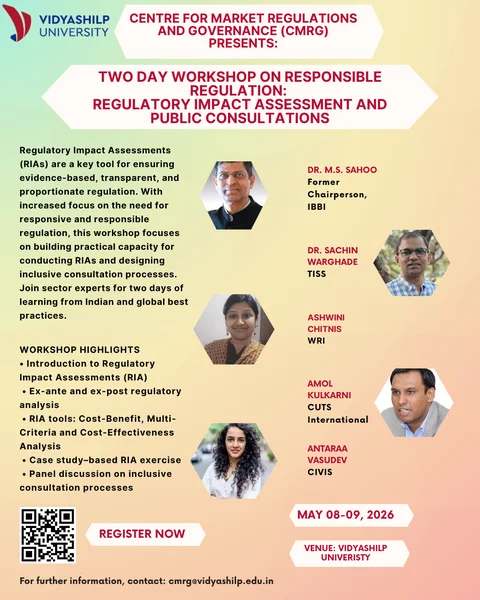 VIDYASHILP
UNIVERSITY
CENTRE FOR MARKET REGULATIONS
AND GOVERNANCE (CMRG)
PRESENTS:
TWO DAY WORKSHOP ON RESPONSIBLE
REGULATION:
REGULATORY IMPACT ASSESSMENT AND
PUBLIC CONSULTATIONS
Regulatory Impact Assessments
(RIAs) are a key tool for ensuring
evidence-based, transparent, and
proportionate regulation. With
increased focus on the need for
responsive and responsible
regulation, this workshop focuses
on building practical capacity for
conducting RIAs and designing
inclusive consultation processes.
Join sector experts for two days of
learning from Indian and global best
practices.
WORKSHOP HIGHLIGHTS
• Introduction to Regulatory
Impact Assessments (RIA)
• Ex-ante and ex-post regulatory
analysis
• RIA tools: Cost-Benefit, Multi-
Criteria and Cost-Effectiveness
Analysis
• Case study–based RIA exercise
• Panel discussion on inclusive
consultation processes
DR. M.S. SAHOO
Former
Chairperson,
IBBI
DR. SACHIN
WARGHADE
TISS
ASHWINI
CHITNIS
WRI
AMOL
KULKARNI
CUTS
International
ANTARAA
VASUDEV
CIVIS
REGISTER NOW
MAY 08-09, 2026
VENUE: VIDYASHILP
UNIVERISTY
For further information, contact: cmrg@vidyashilp.edu.in